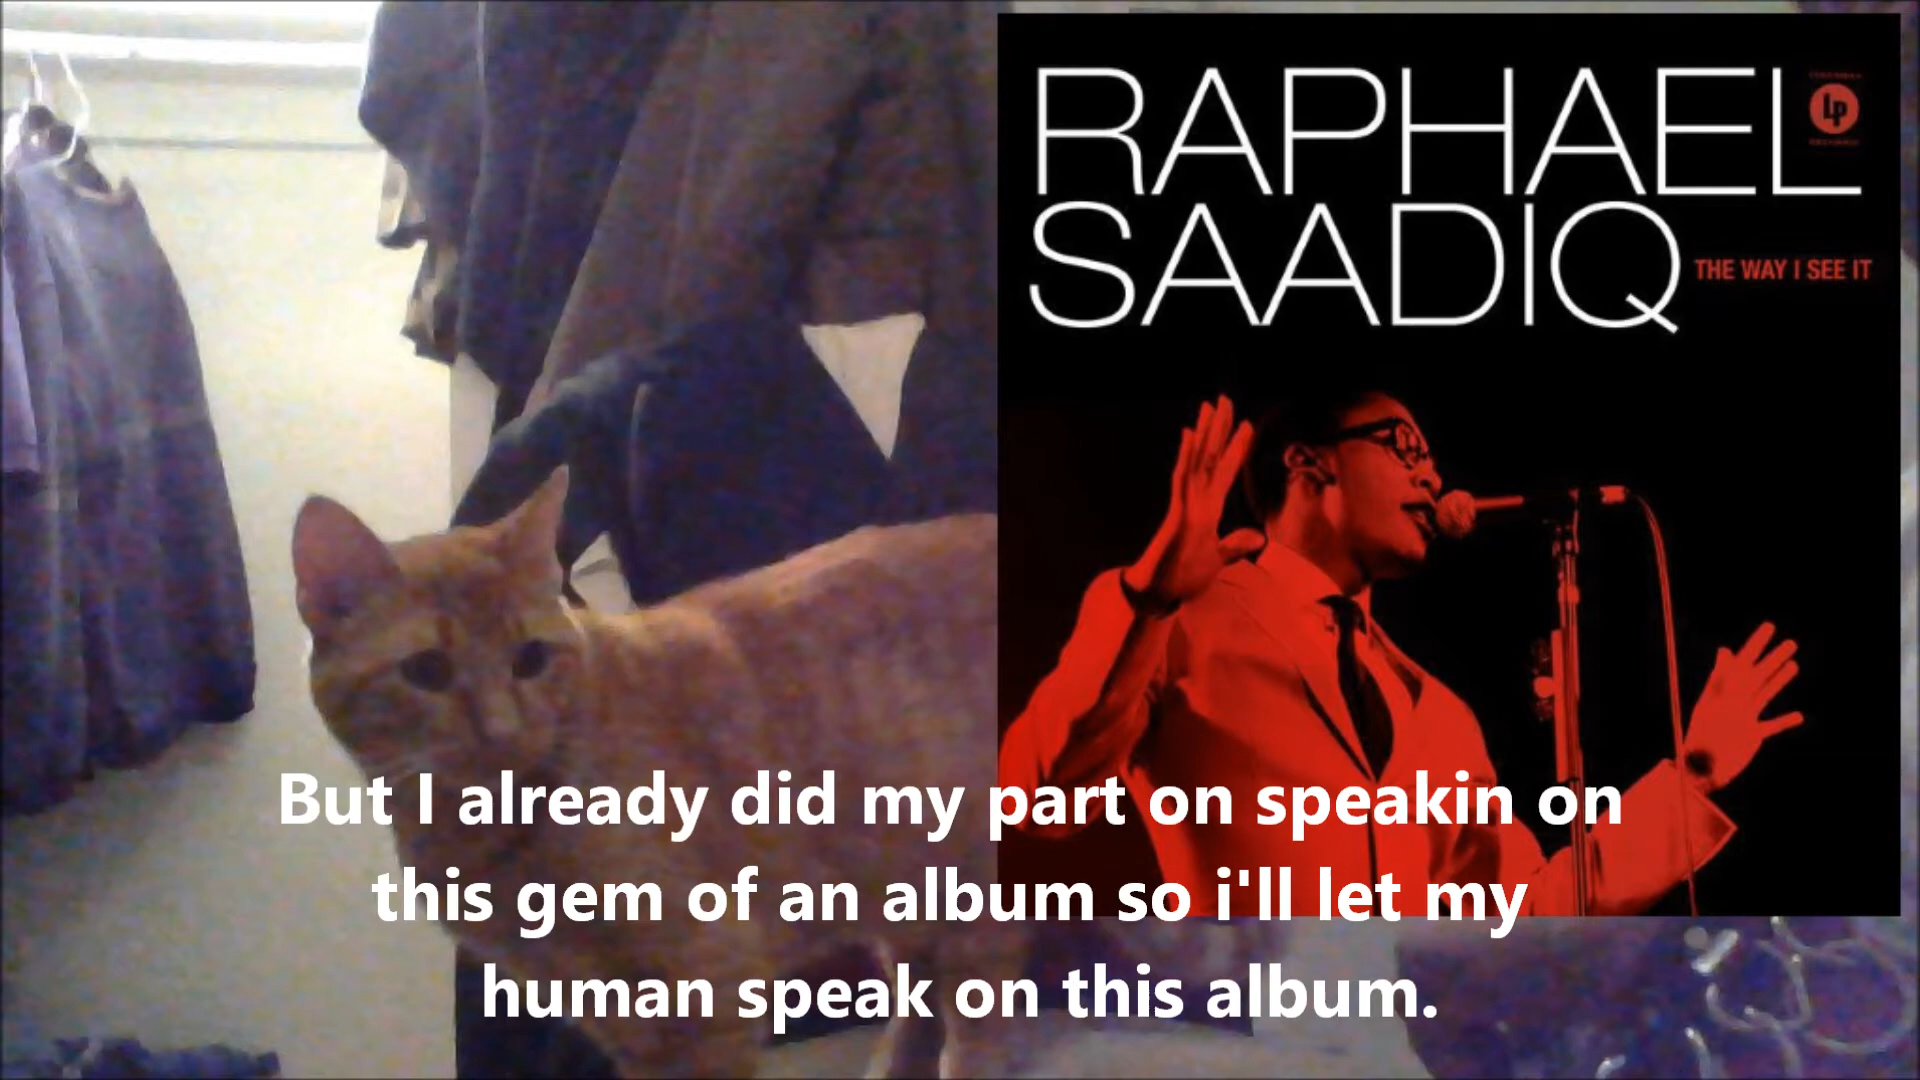 RAPHAEL
SAADIQ
THE WAY I SEE IT
LP
But I already did my part on speakin on
this gem of an album so i'll let my
human speak on this album.